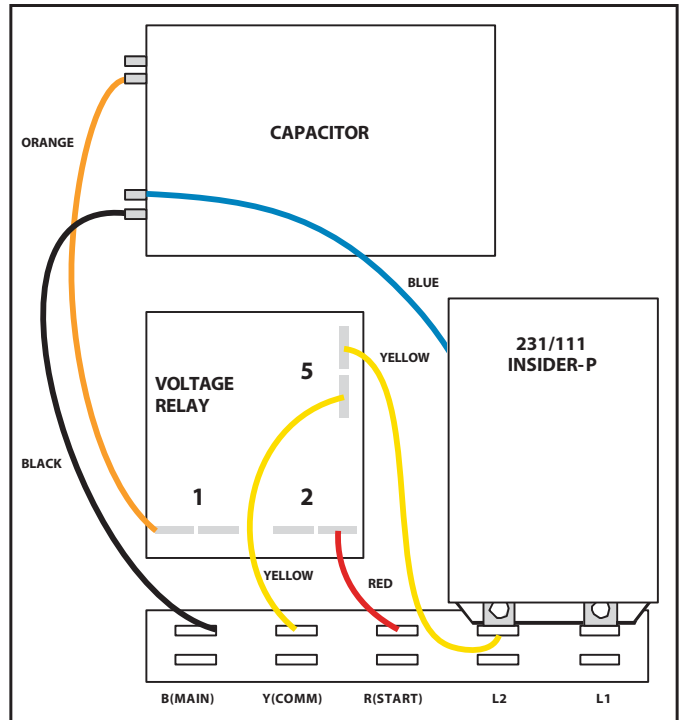 CAPACITOR
ORANGE
BLUE
231/111
INSIDER-P
YELLOW
5
VOLTAGE
RELAY
BLACK
1
2
YELLOW
RED
B(MAIN)
Y(COMM)
R(START)
L2
L1